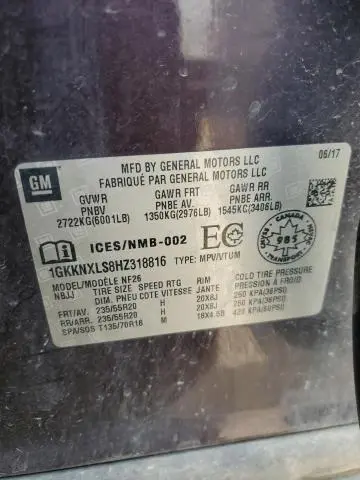 GM
MFD BY GENERAL MOTORS LLC
FABRIQUÉ PAR GENERAL MOTORS LLC
06/17
GVWR GAWR FRT GAWR RR
PNBV PNBE AV. PNBE ARR.
2722KG(6001LB) 1350KG(2976LB) 1545KG(3406LB)
ICES/NMB-002
EC
CANADA
985
TRANSPORT
1GKKNXLS8HZ318816 TYPE: MPV/VTUM
MODEL/MODÈLE NF26
NBJJ TIRE SIZE SPEED RTG RIM COLD TIRE PRESSURE
DIM. PNEU COTE VITESSE JANTE PRESSION À FROID
FRT/AV. 235/55R20 H 20X8J 250 KPA(36PSI)
RR/ARR. 235/55R20 H 20X8J 250 KPA(36PSI)
SPA/SOS T135/70R18 M 18X4.5B 420 KPA(60PSI)